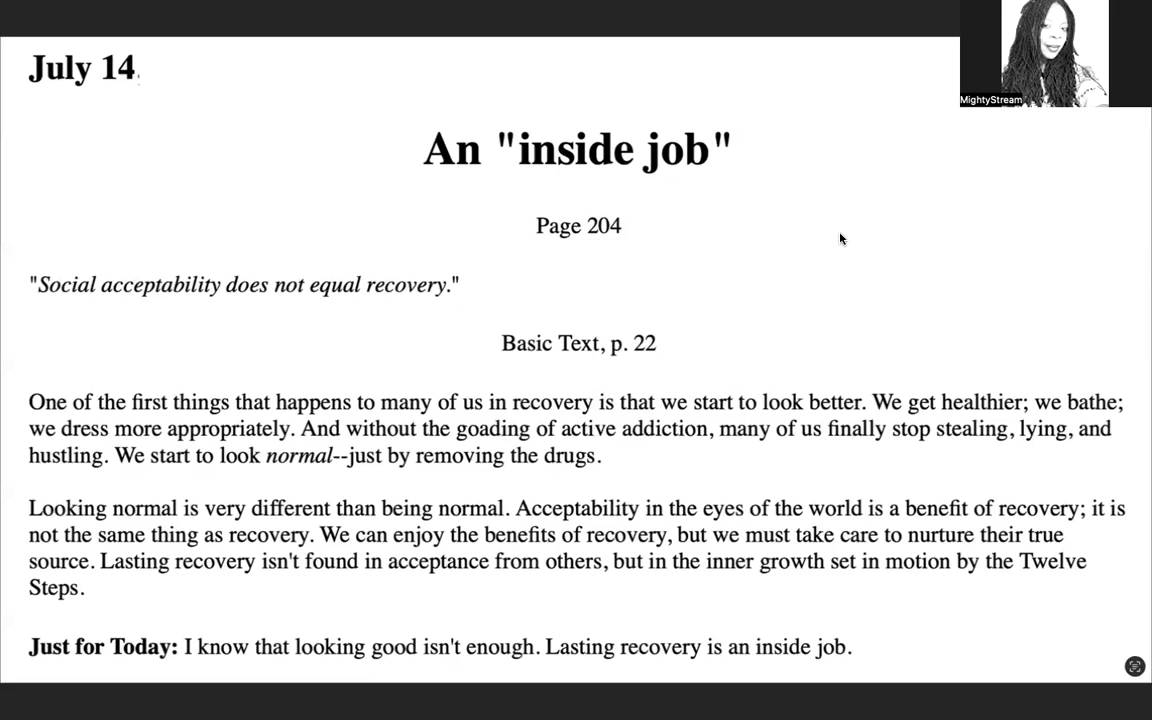 MightyStream
July 14
An "inside job"
Page 204
"Social acceptability does not equal recovery."
Basic Text, p. 22
One of the first things that happens to many of us in recovery is that we start to look better. We get healthier; we bathe;
we dress more appropriately. And without the goading of active addiction, many of us finally stop stealing, lying, and
hustling. We start to look normal--just by removing the drugs.
Looking normal is very different than being normal. Acceptability in the eyes of the world is a benefit of recovery; it is
not the same thing as recovery. We can enjoy the benefits of recovery, but we must take care to nurture their true
source. Lasting recovery isn't found in acceptance from others, but in the inner growth set in motion by the Twelve
Steps.
Just for Today: I know that looking good isn't enough. Lasting recovery is an inside job.